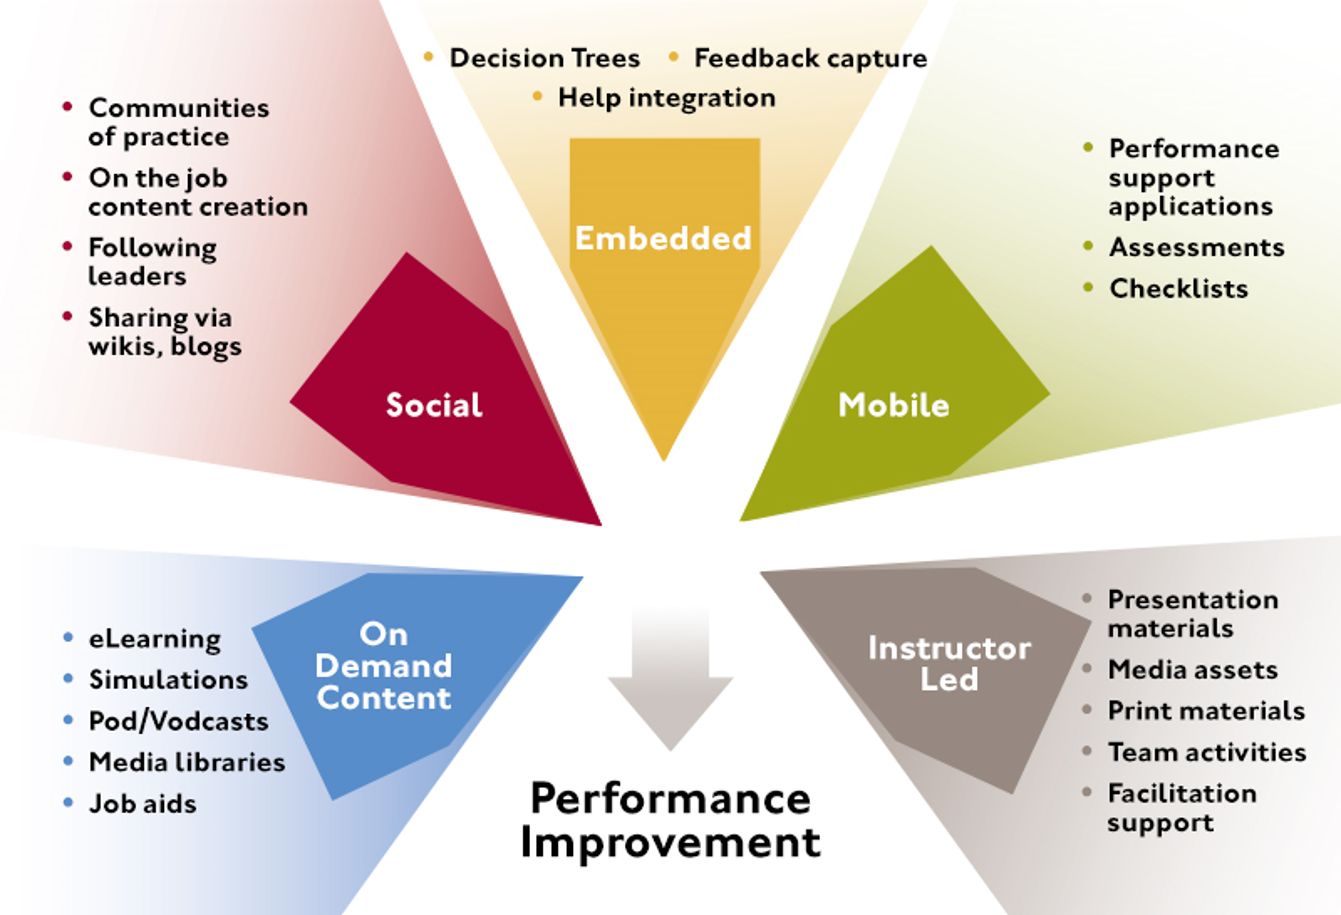 • Decision Trees • Feedback capture
• Help integration
Embedded
• Communities
of practice
• On the job
content creation
• Following
leaders
• Sharing via
wikis, blogs
Social
• Performance
support
applications
• Assessments
• Checklists
Mobile
• eLearning
• Simulations
• Pod/Vodcasts
• Media libraries
• Job aids
On
Demand
Content
Instructor
Led
• Presentation
materials
• Media assets
• Print materials
• Team activities
• Facilitation
support
Performance
Improvement